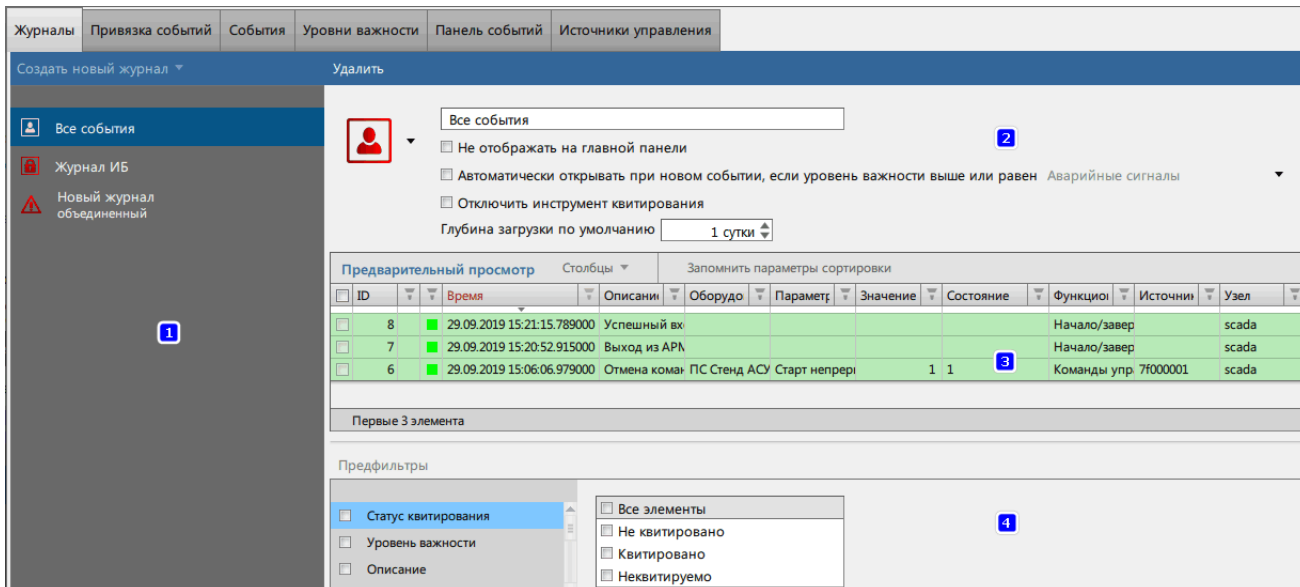 Журналы Привязка событий События Уровни важности Панель событий Источники управления
Создать новый журнал Удалить
Все события
Журнал ИБ
Новый журнал
объединенный
1
Все события
2
Не отображать на главной панели
Автоматически открывать при новом событии, если уровень важности выше или равен Аварийные сигналы
Отключить инструмент квитирования
Глубина загрузки по умолчанию 1 сутки
Предварительный просмотр Столбцы Запомнить параметры сортировки
ID Время Описани Оборудо Параметр Значение Состояние Функцио Источни Узел
8 29.09.2019 15:21:15.789000 Успешный вх Начало/завер scada
7 29.09.2019 15:20:52.915000 Выход из АРМ Начало/завер scada
6 29.09.2019 15:06:06.979000 Отмена коман ПС Стенд АСУ Старт непреры 1 1 Команды упра 7f000001 scada
3
Первые 3 элемента
Предфильтры
Статус квитирования
Уровень важности
Описание
Все элементы
Не квитировано
Квитировано
Неквитируемо
4